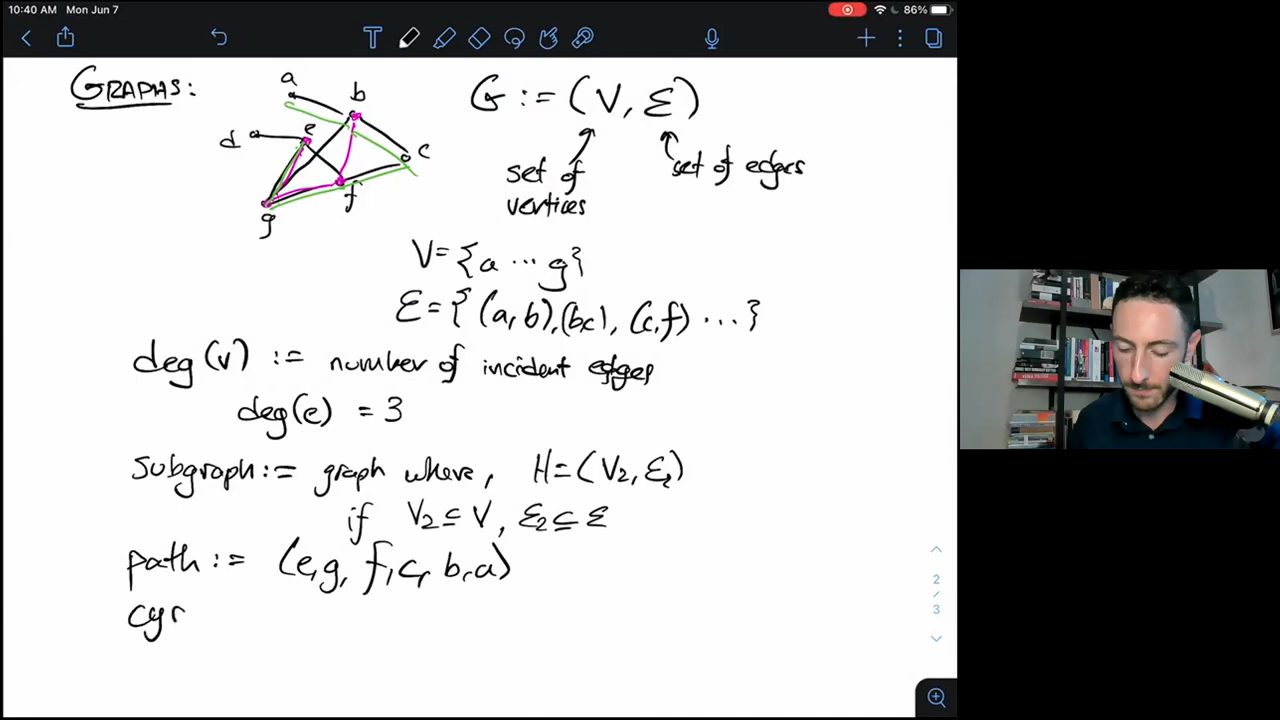 10:40 AM Mon Jun 7
86%
GRAPHS:
a
b
c
d
e
f
g
G := (V, E)
set of vertices
set of edges
V = {a ... g}
E = {(a,b), (bc), (c,f) ...}
deg(v) := number of incident edges
deg(e) = 3
subgraph := graph where, H = (V₂, E₂)
if V₂ ⊆ V, E₂ ⊆ E
path := (e,g, f,c, b,a)
cyc
2
/
3